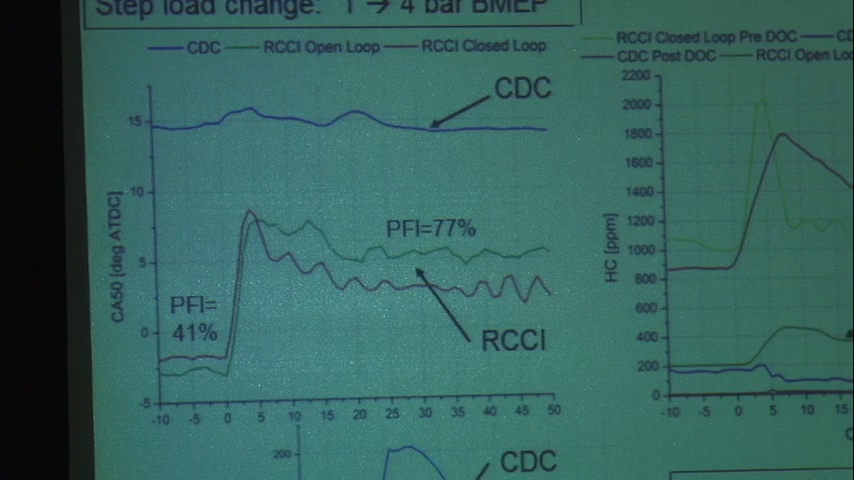 Step load change: 1 → 4 bar BMEP
CDC RCCI Open Loop RCCI Closed Loop
CDC
15
10
5
0
-5
CA50 [deg ATDC]
PFI=77%
PFI=
41%
RCCI
-10 -5 0 5 10 15 20 25 30 35 40 45 50
200
CDC
RCCI Closed Loop Pre DOC CD
CDC Post DOC RCCI Open Loo
2200
2000
1800
1600
1400
1200
1000
800
600
400
200
0
HC [ppm]
-10 -5 0 5 10 15